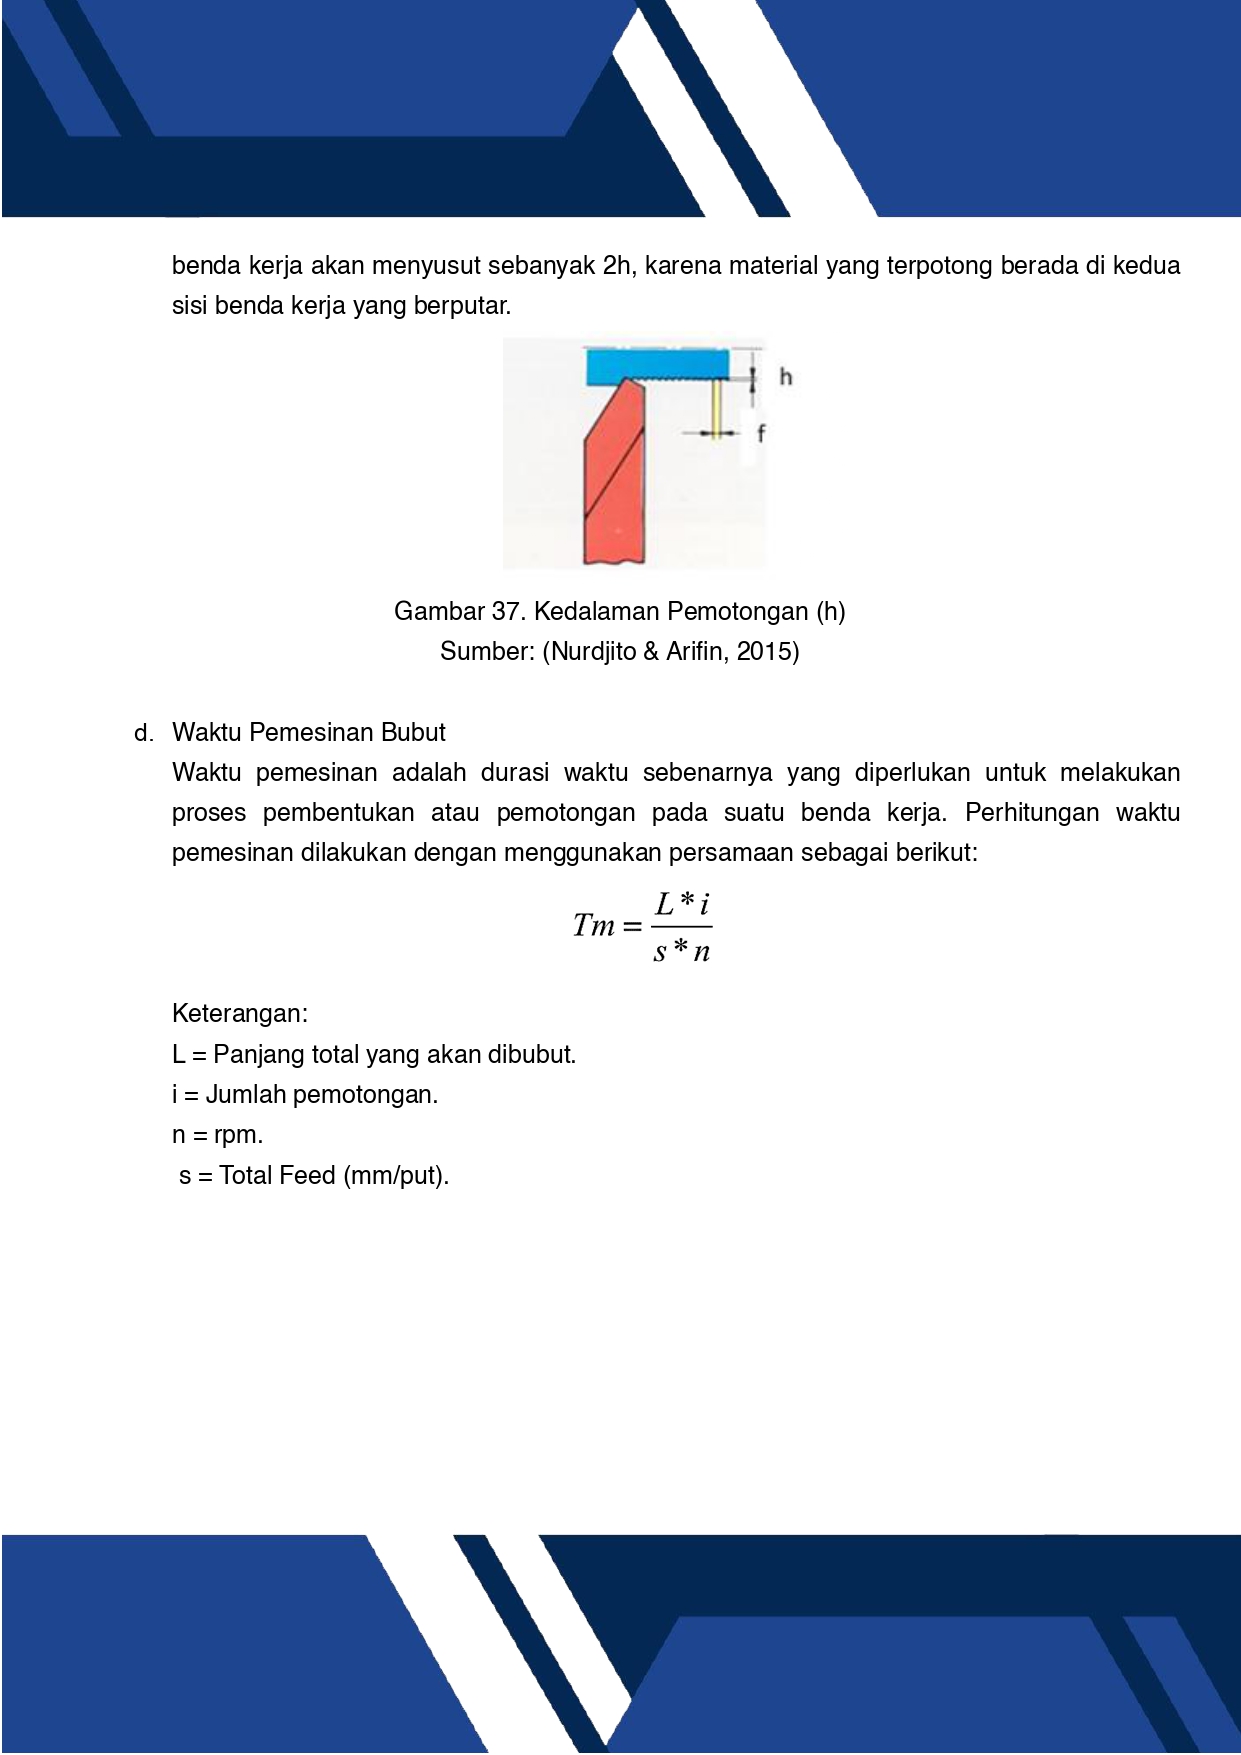 benda kerja akan menyusut sebanyak 2h, karena material yang terpotong berada di kedua
sisi benda kerja yang berputar.
h
f
Gambar 37. Kedalaman Pemotongan (h)
Sumber: (Nurdjito & Arifin, 2015)
d. Waktu Pemesinan Bubut
Waktu pemesinan adalah durasi waktu sebenarnya yang diperlukan untuk melakukan
proses pembentukan atau pemotongan pada suatu benda kerja. Perhitungan waktu
pemesinan dilakukan dengan menggunakan persamaan sebagai berikut:
Tm = L * i / s * n
Keterangan:
L = Panjang total yang akan dibubut.
i = Jumlah pemotongan.
n = rpm.
s = Total Feed (mm/put).